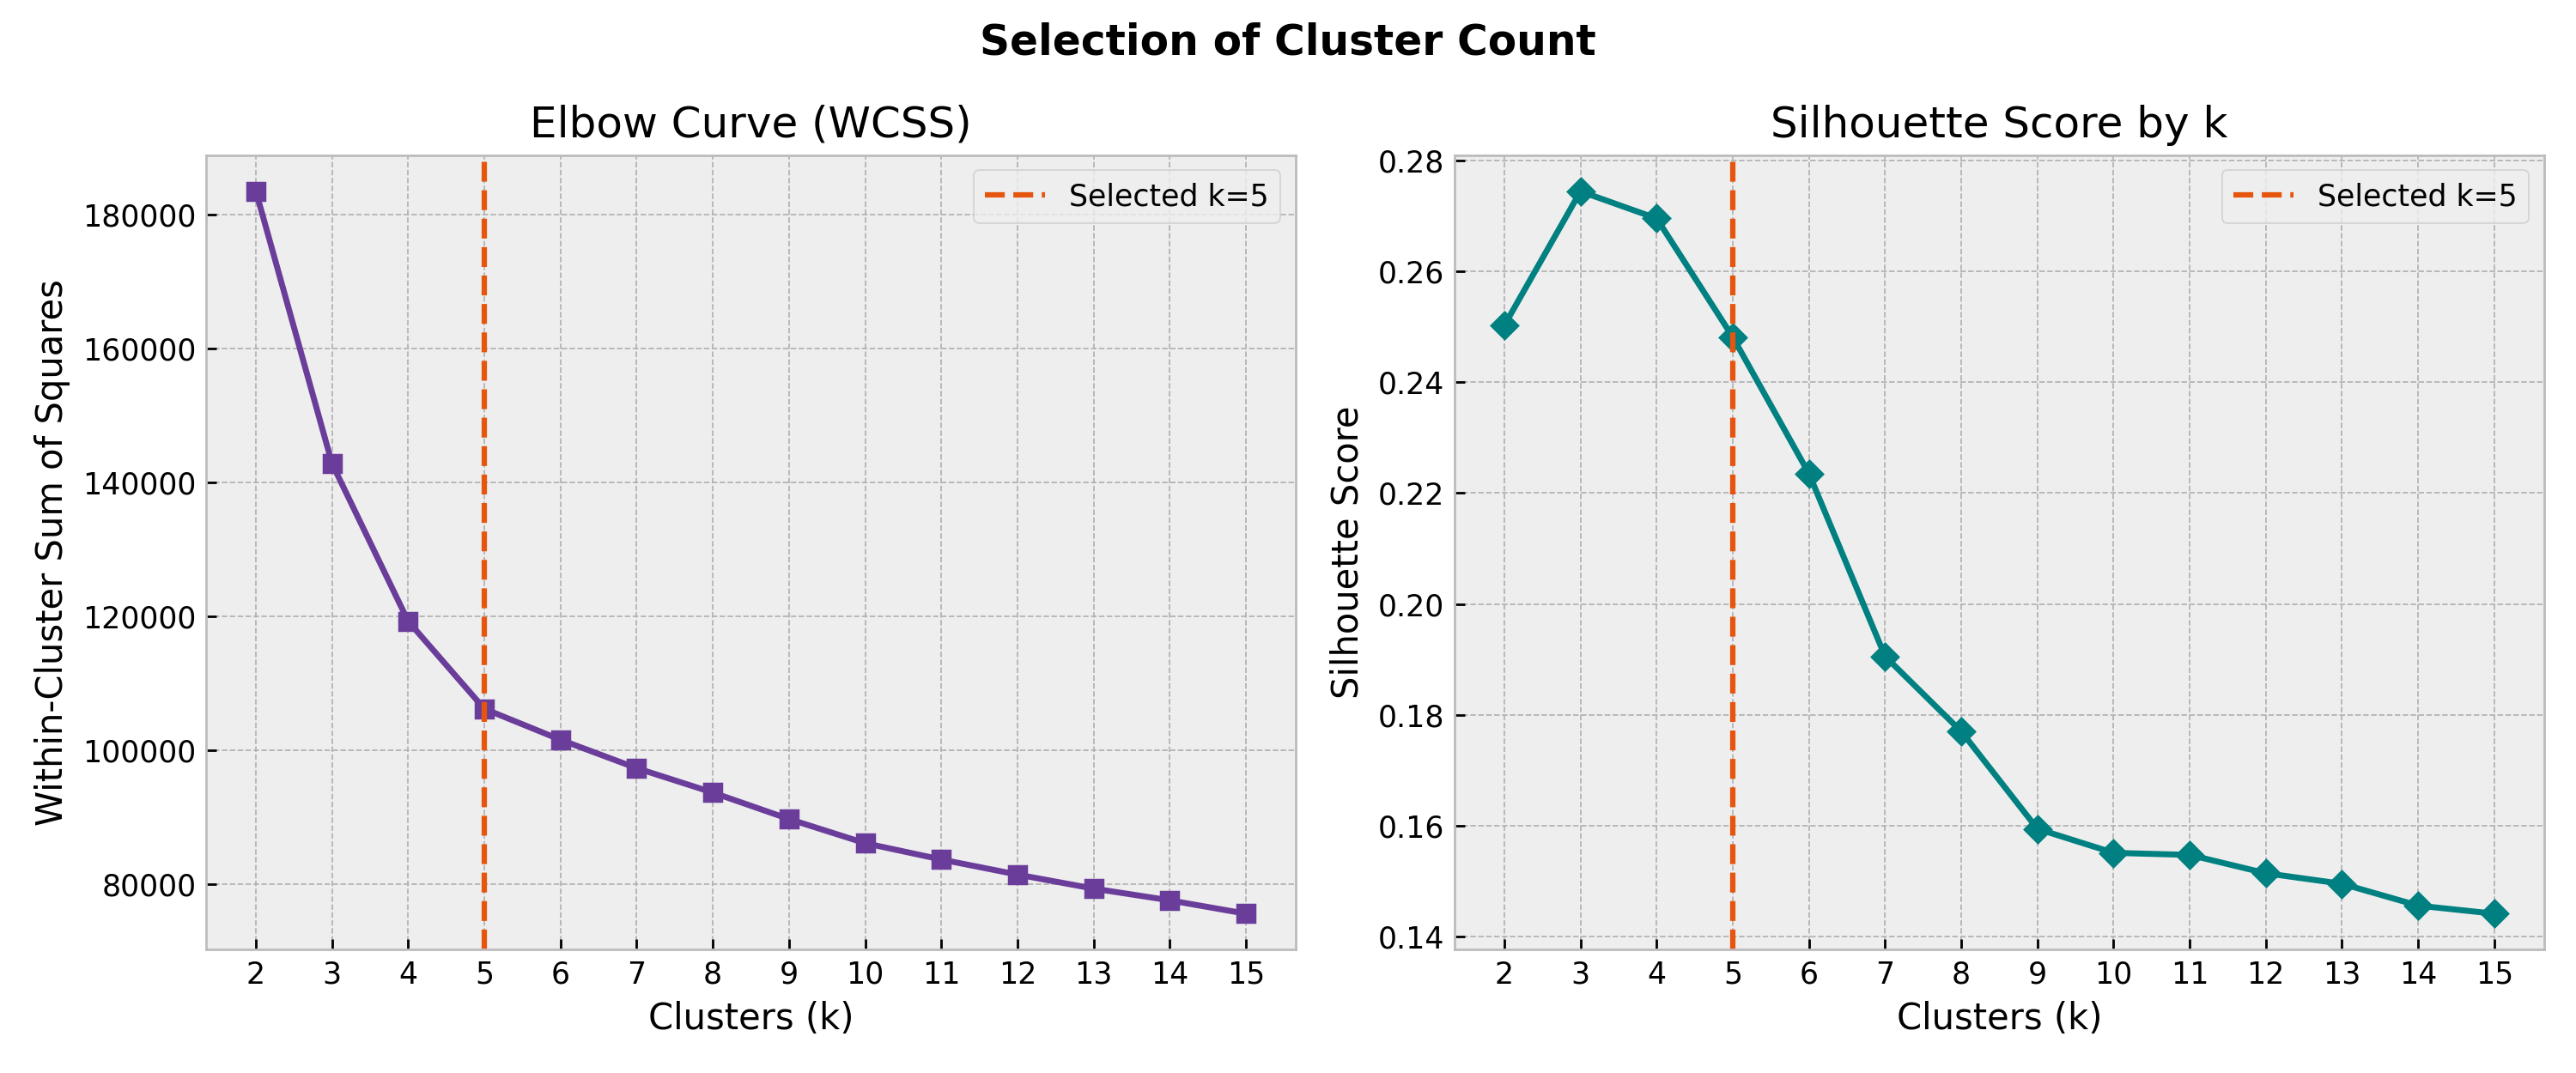 Selection of Cluster Count
Elbow Curve (WCSS)
Within-Cluster Sum of Squares
180000
160000
140000
120000
100000
80000
Selected k=5
2 3 4 5 6 7 8 9 10 11 12 13 14 15
Clusters (k)
Silhouette Score by k
Silhouette Score
0.28
0.26
0.24
0.22
0.20
0.18
0.16
0.14
Selected k=5
2 3 4 5 6 7 8 9 10 11 12 13 14 15
Clusters (k)